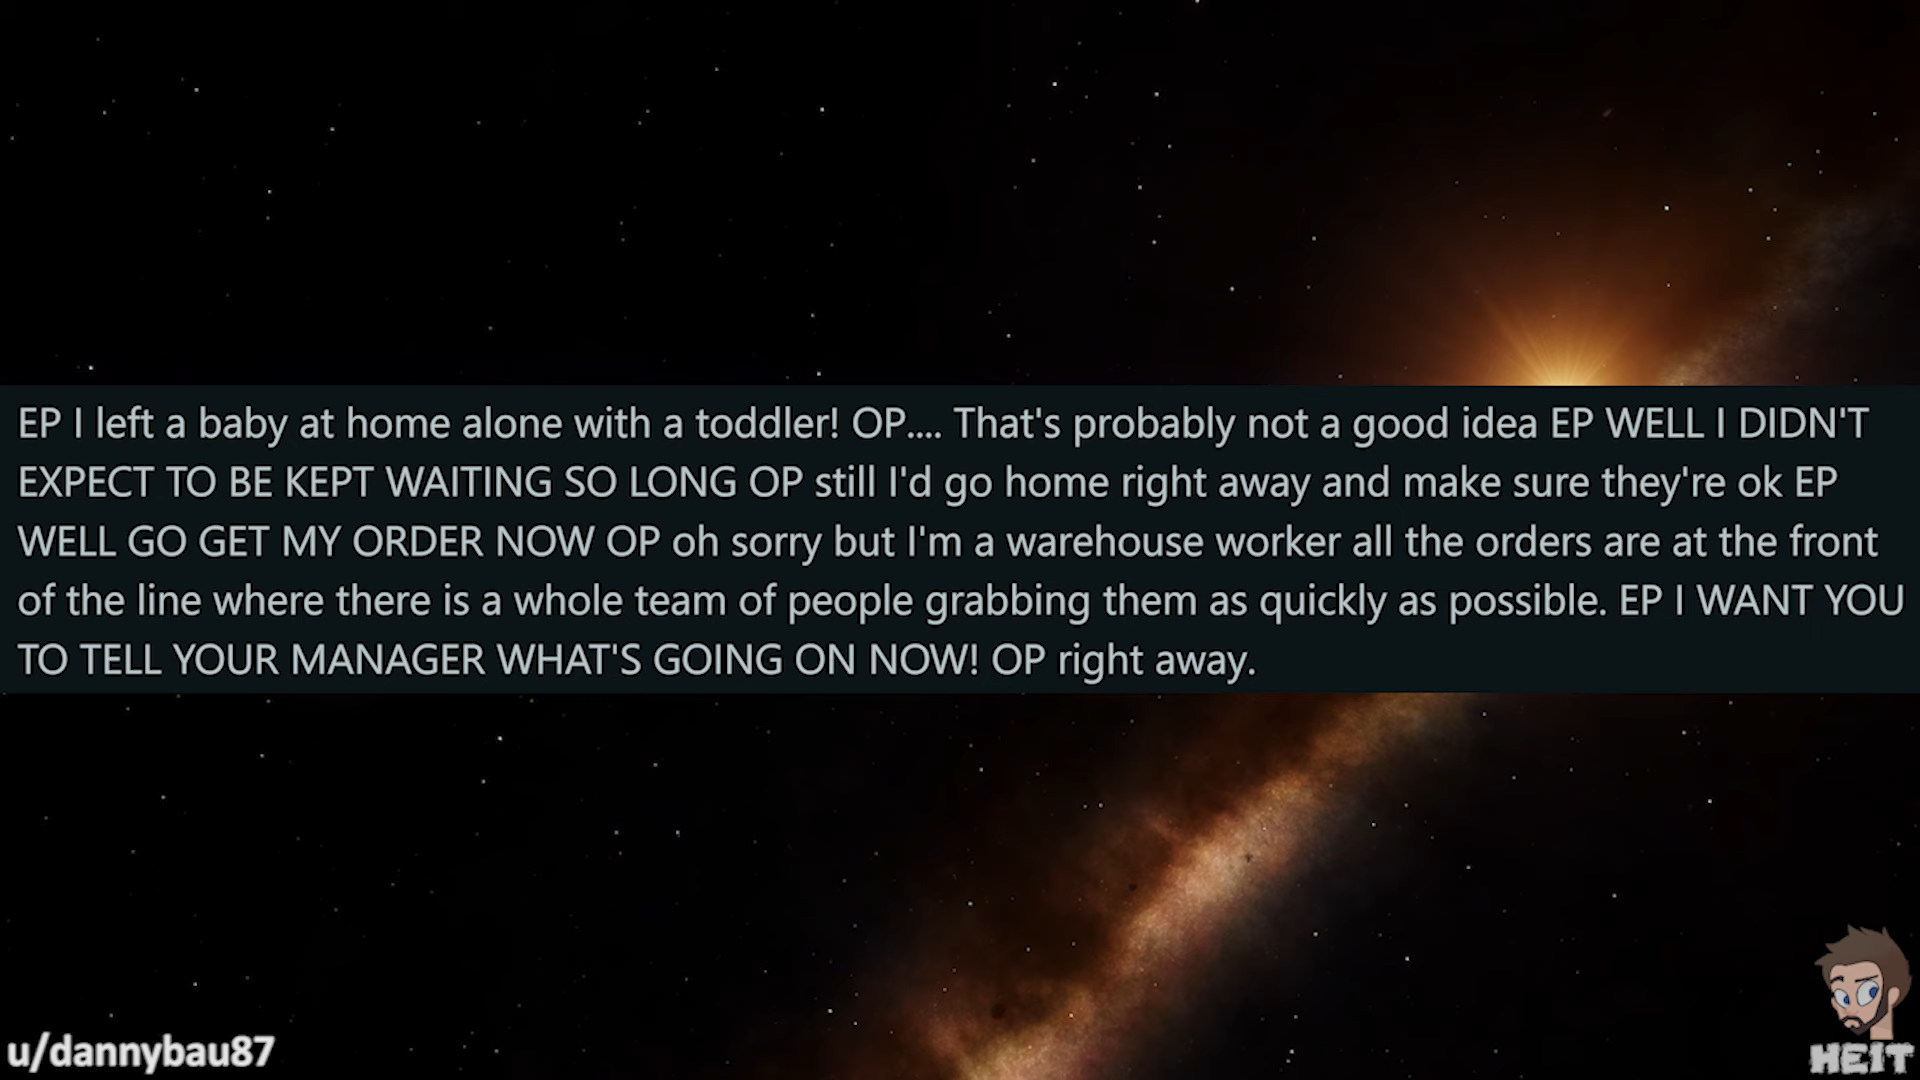 EP I left a baby at home alone with a toddler! OP.... That's probably not a good idea EP WELL I DIDN'T
EXPECT TO BE KEPT WAITING SO LONG OP still I'd go home right away and make sure they're ok EP
WELL GO GET MY ORDER NOW OP oh sorry but I'm a warehouse worker all the orders are at the front
of the line where there is a whole team of people grabbing them as quickly as possible. EP I WANT YOU
TO TELL YOUR MANAGER WHAT'S GOING ON NOW! OP right away.
u/dannybau87
HEIT